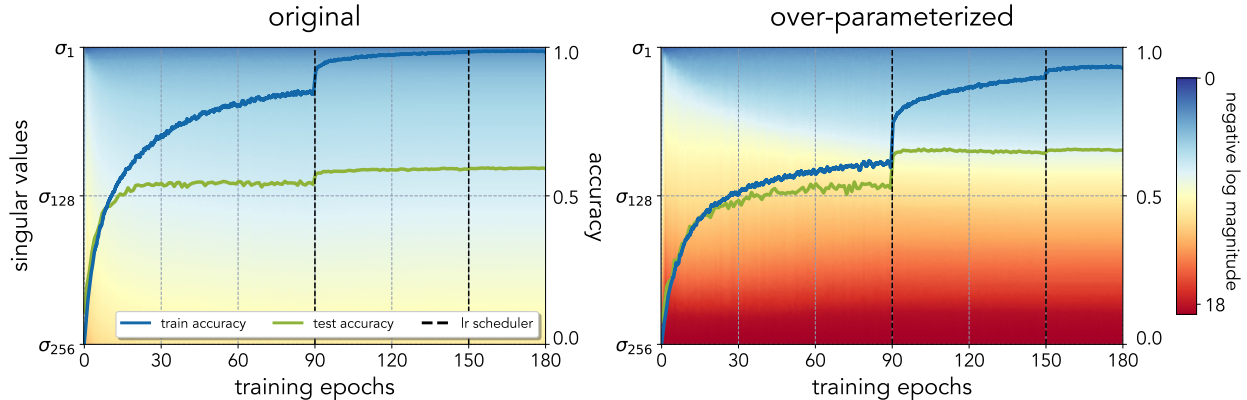 original
over-parameterized
σ1
σ128
σ256
singular values
1.0
0.5
0.0
accuracy
train accuracy
test accuracy
lr scheduler
0 30 60 90 120 150 180
training epochs
σ1
σ128
σ256
1.0
0.5
0.0
0 30 60 90 120 150 180
training epochs
0
18
negative log magnitude